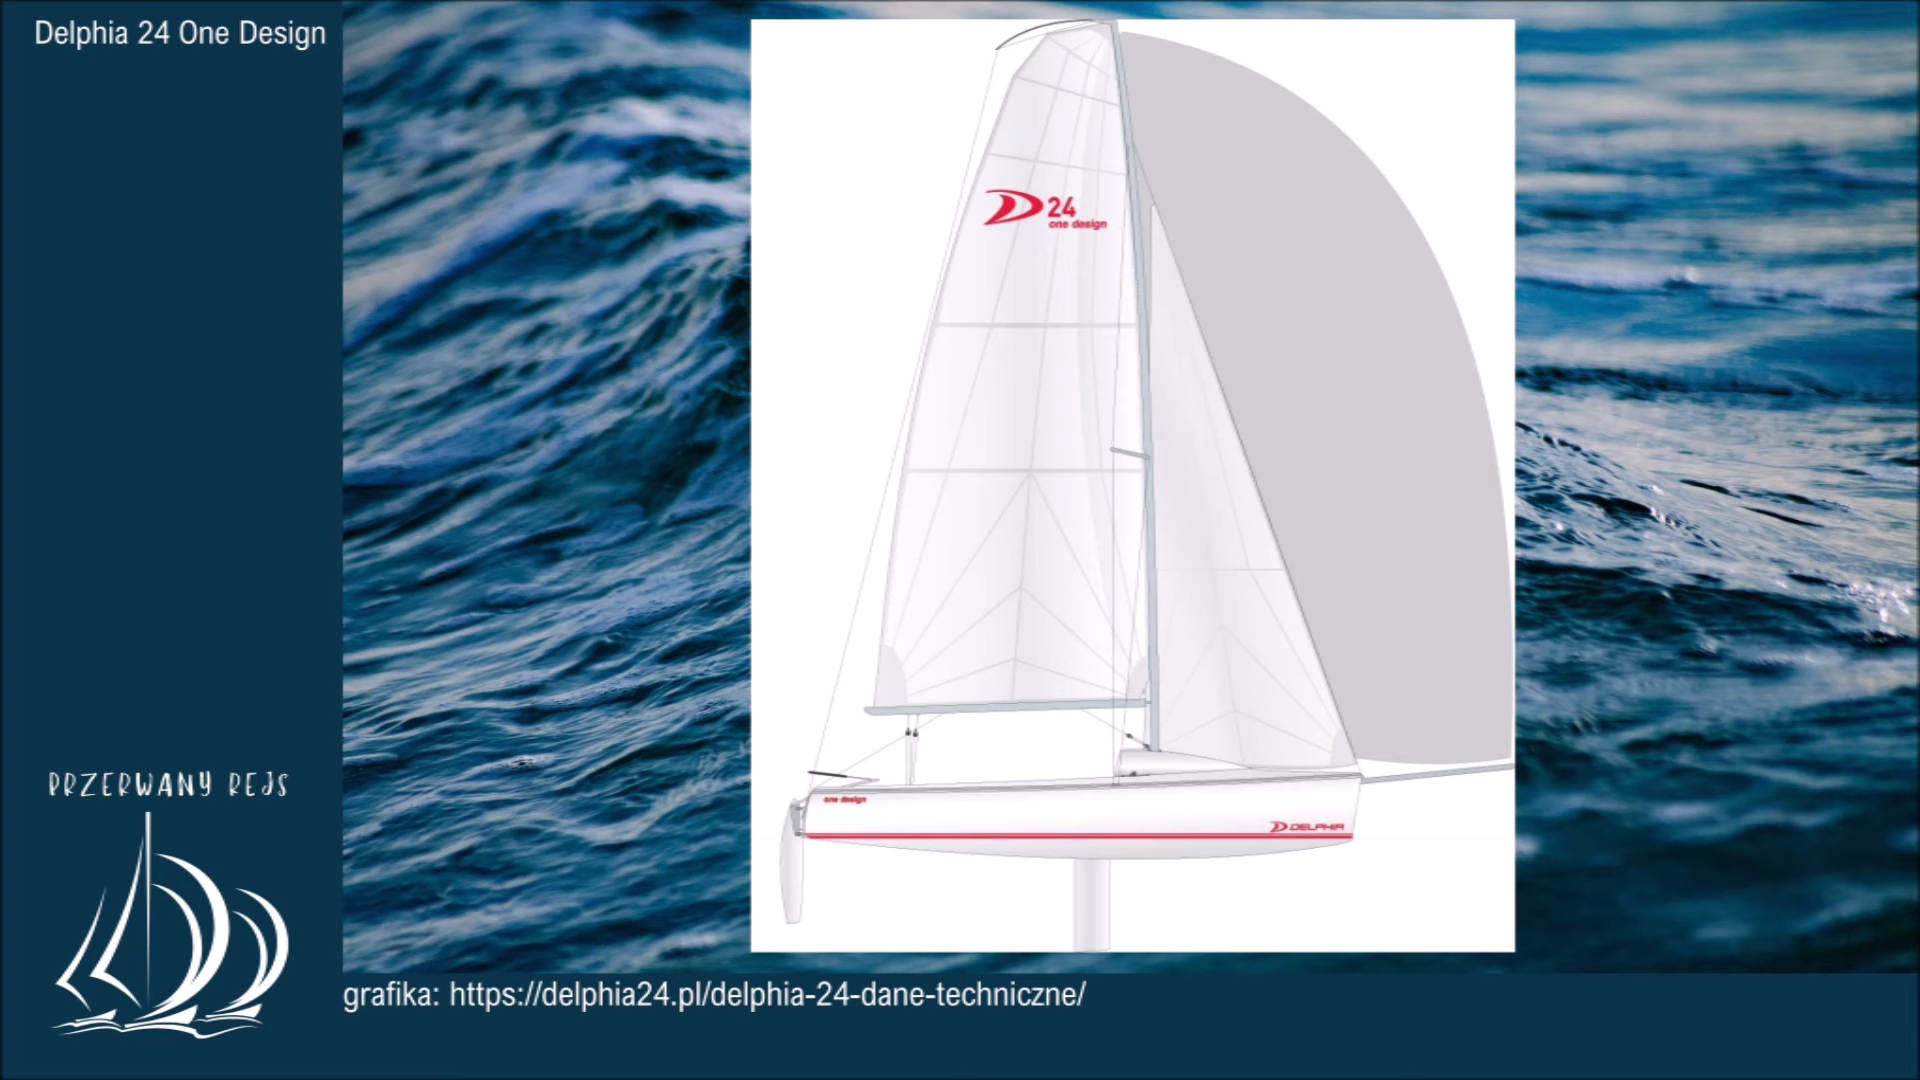 Delphia 24 One Design
24
one design
one design
DELPHIA
PRZERWANY REJS
grafika: https://delphia24.pl/delphia-24-dane-techniczne/